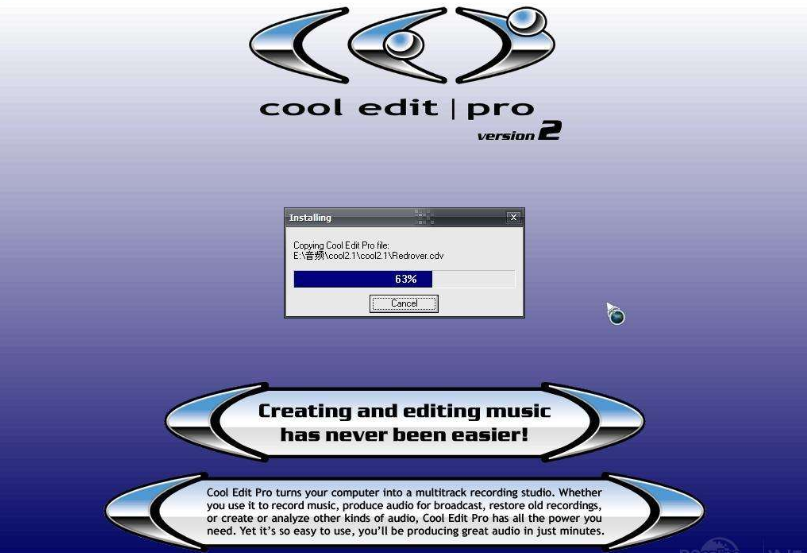 cool edit | pro
version 2
Installing
Copying Cool Edit Pro file:
E:\音频\cool2.1\cool2.1\Redrover.cdv
63%
Cancel
Creating and editing music
has never been easier!
Cool Edit Pro turns your computer into a multitrack recording studio. Whether
you use it to record music, produce audio for broadcast, restore old recordings,
or create or analyze other kinds of audio, Cool Edit Pro has all the power you
need. Yet it's so easy to use, you'll be producing great audio in just minutes.